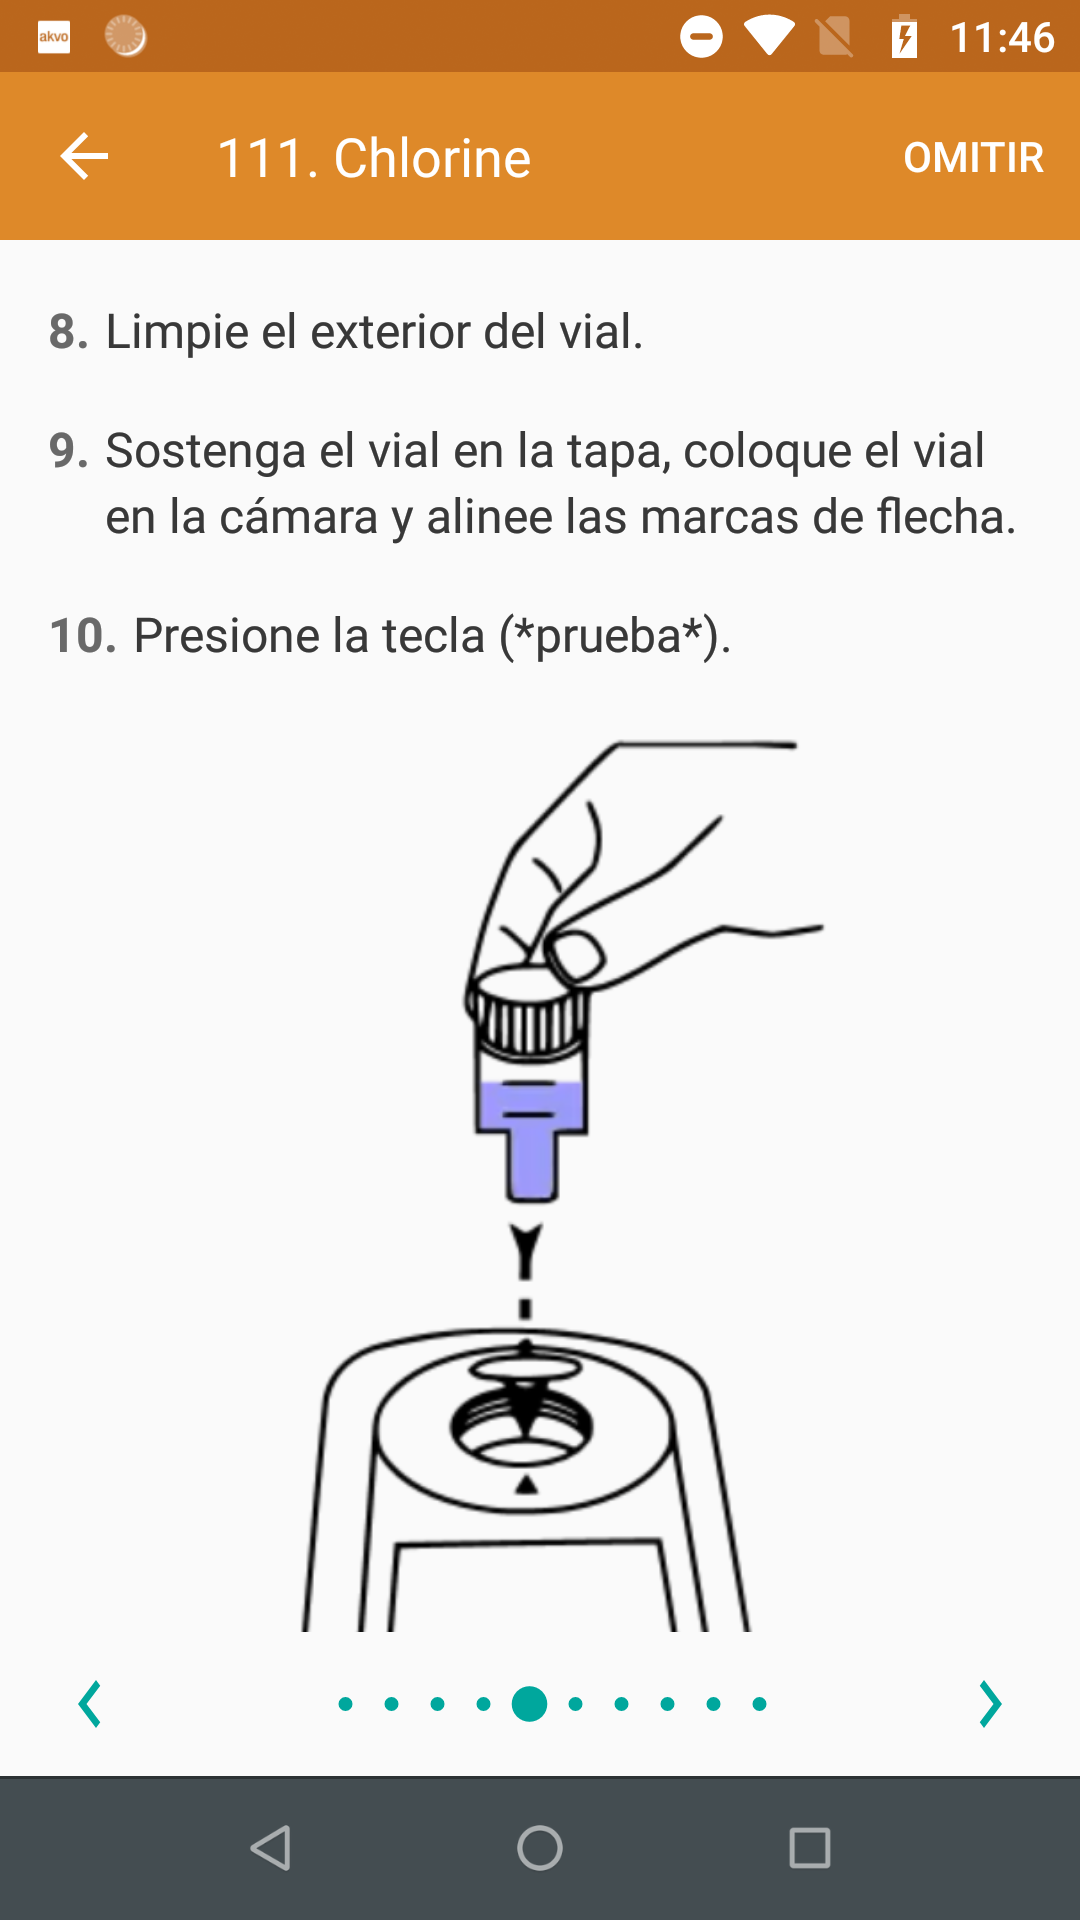 akvo
11:46
111. Chlorine
OMITIR
8. Limpie el exterior del vial.
9. Sostenga el vial en la tapa, coloque el vial
en la cámara y alinee las marcas de flecha.
10. Presione la tecla (*prueba*).